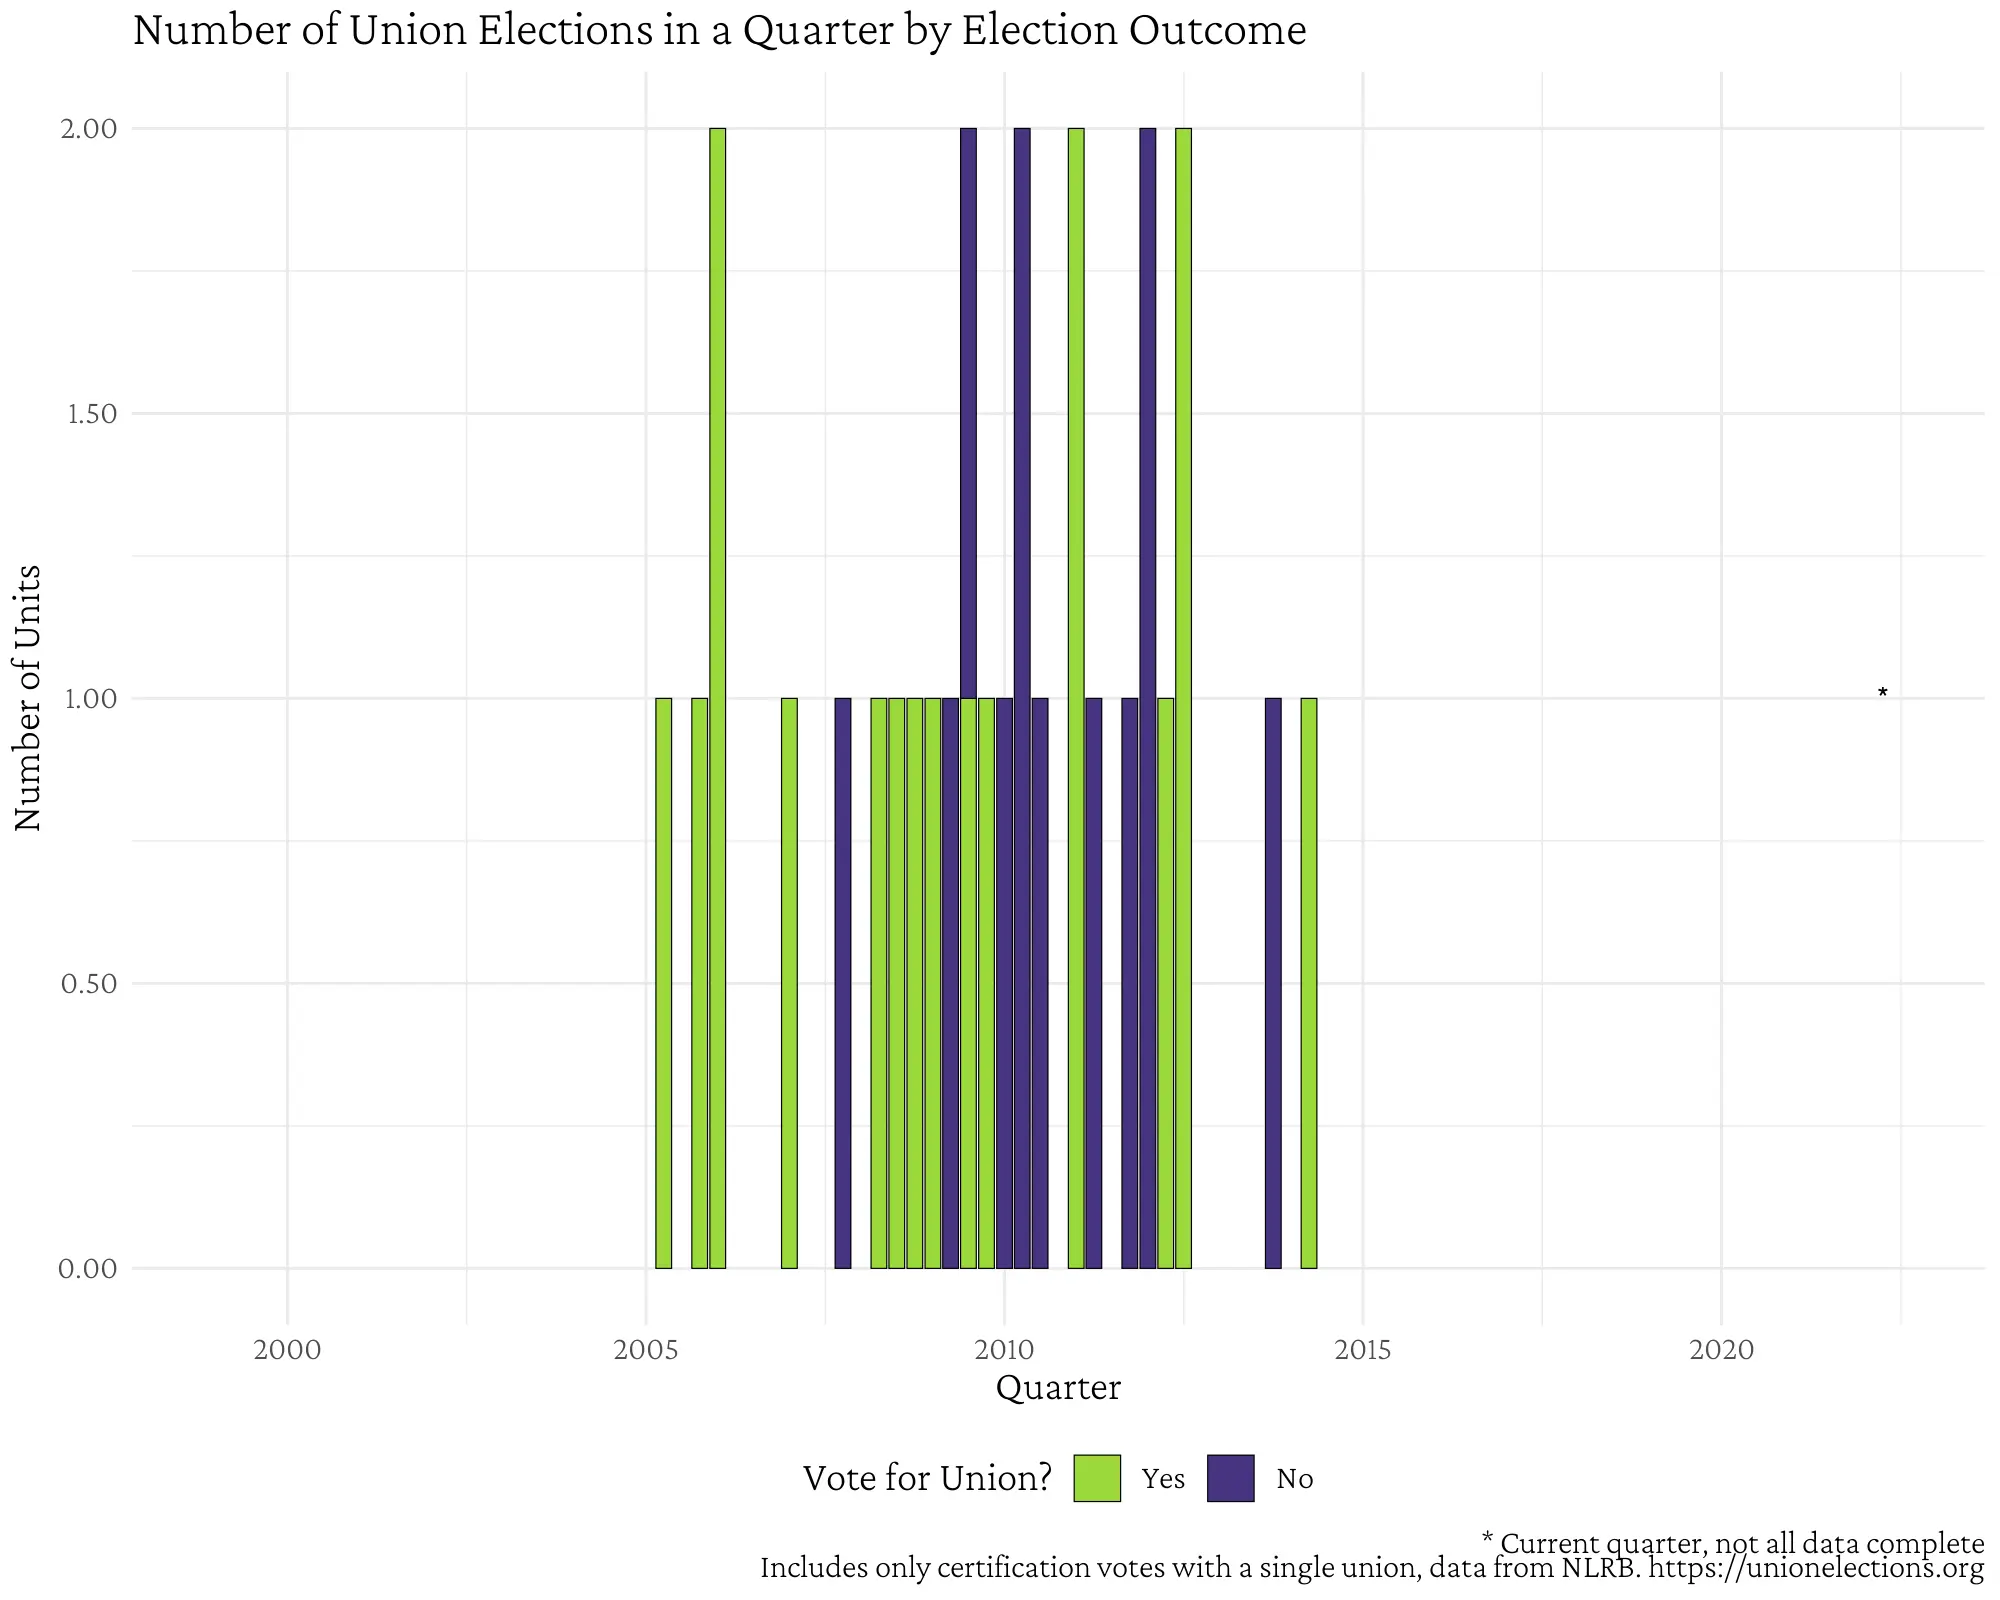 Number of Union Elections in a Quarter by Election Outcome
Number of Units
2.00
1.50
1.00
0.50
0.00
*
2000 2005 2010 2015 2020
Quarter
Vote for Union? Yes No
* Current quarter, not all data complete
Includes only certification votes with a single union, data from NLRB. https://unionelections.org